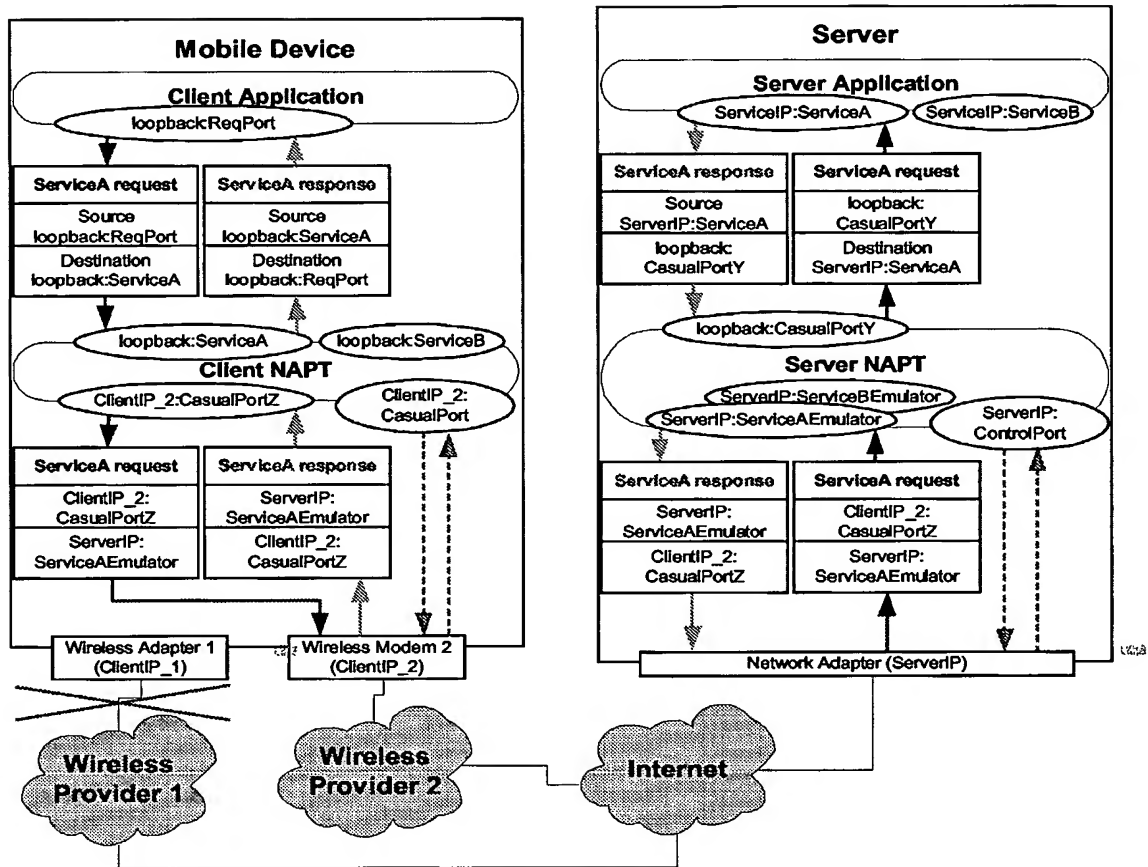 Mobile Device
Client Application
loopback:ReqPort
ServiceA request
Source
loopback:ReqPort
Destination
loopback:ServiceA
ServiceA response
Source
loopback:ServiceA
Destination
loopback:ReqPort
loopback:ServiceA
loopback:ServiceB
Client NAPT
ClientIP_2:CasualPortZ
ClientIP_2:
CasualPort
ServiceA request
ClientIP_2:
CasualPortZ
ServerIP:
ServiceAEmulator
ServiceA response
ServerIP:
ServiceAEmulator
ClientIP_2:
CasualPortZ
Wireless Adapter 1
(ClientIP_1)
Wireless Modem 2
(ClientIP_2)
Wireless
Provider 1
Wireless
Provider 2
Internet
Server
Server Application
ServiceIP:ServiceA
ServiceIP:ServiceB
ServiceA response
Source
ServerIP:ServiceA
loopback:
CasualPortY
ServiceA request
loopback:
CasualPortY
Destination
ServerIP:ServiceA
loopback:CasualPortY
Server NAPT
ServerIP:ServiceBEmulator
ServerIP:ServiceAEmulator
ServerIP:
ControlPort
ServiceA response
ServerIP:
ServiceAEmulator
ClientIP_2:
CasualPortZ
ServiceA request
ClientIP_2:
CasualPortZ
ServerIP:
ServiceAEmulator
Network Adapter (ServerIP)